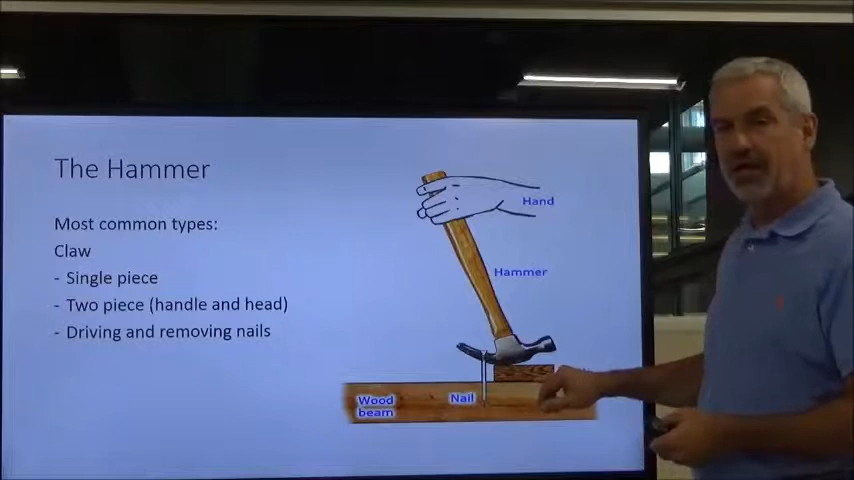 The Hammer
Most common types:
Claw
- Single piece
- Two piece (handle and head)
- Driving and removing nails
Hand
Hammer
Wood
beam
Nail